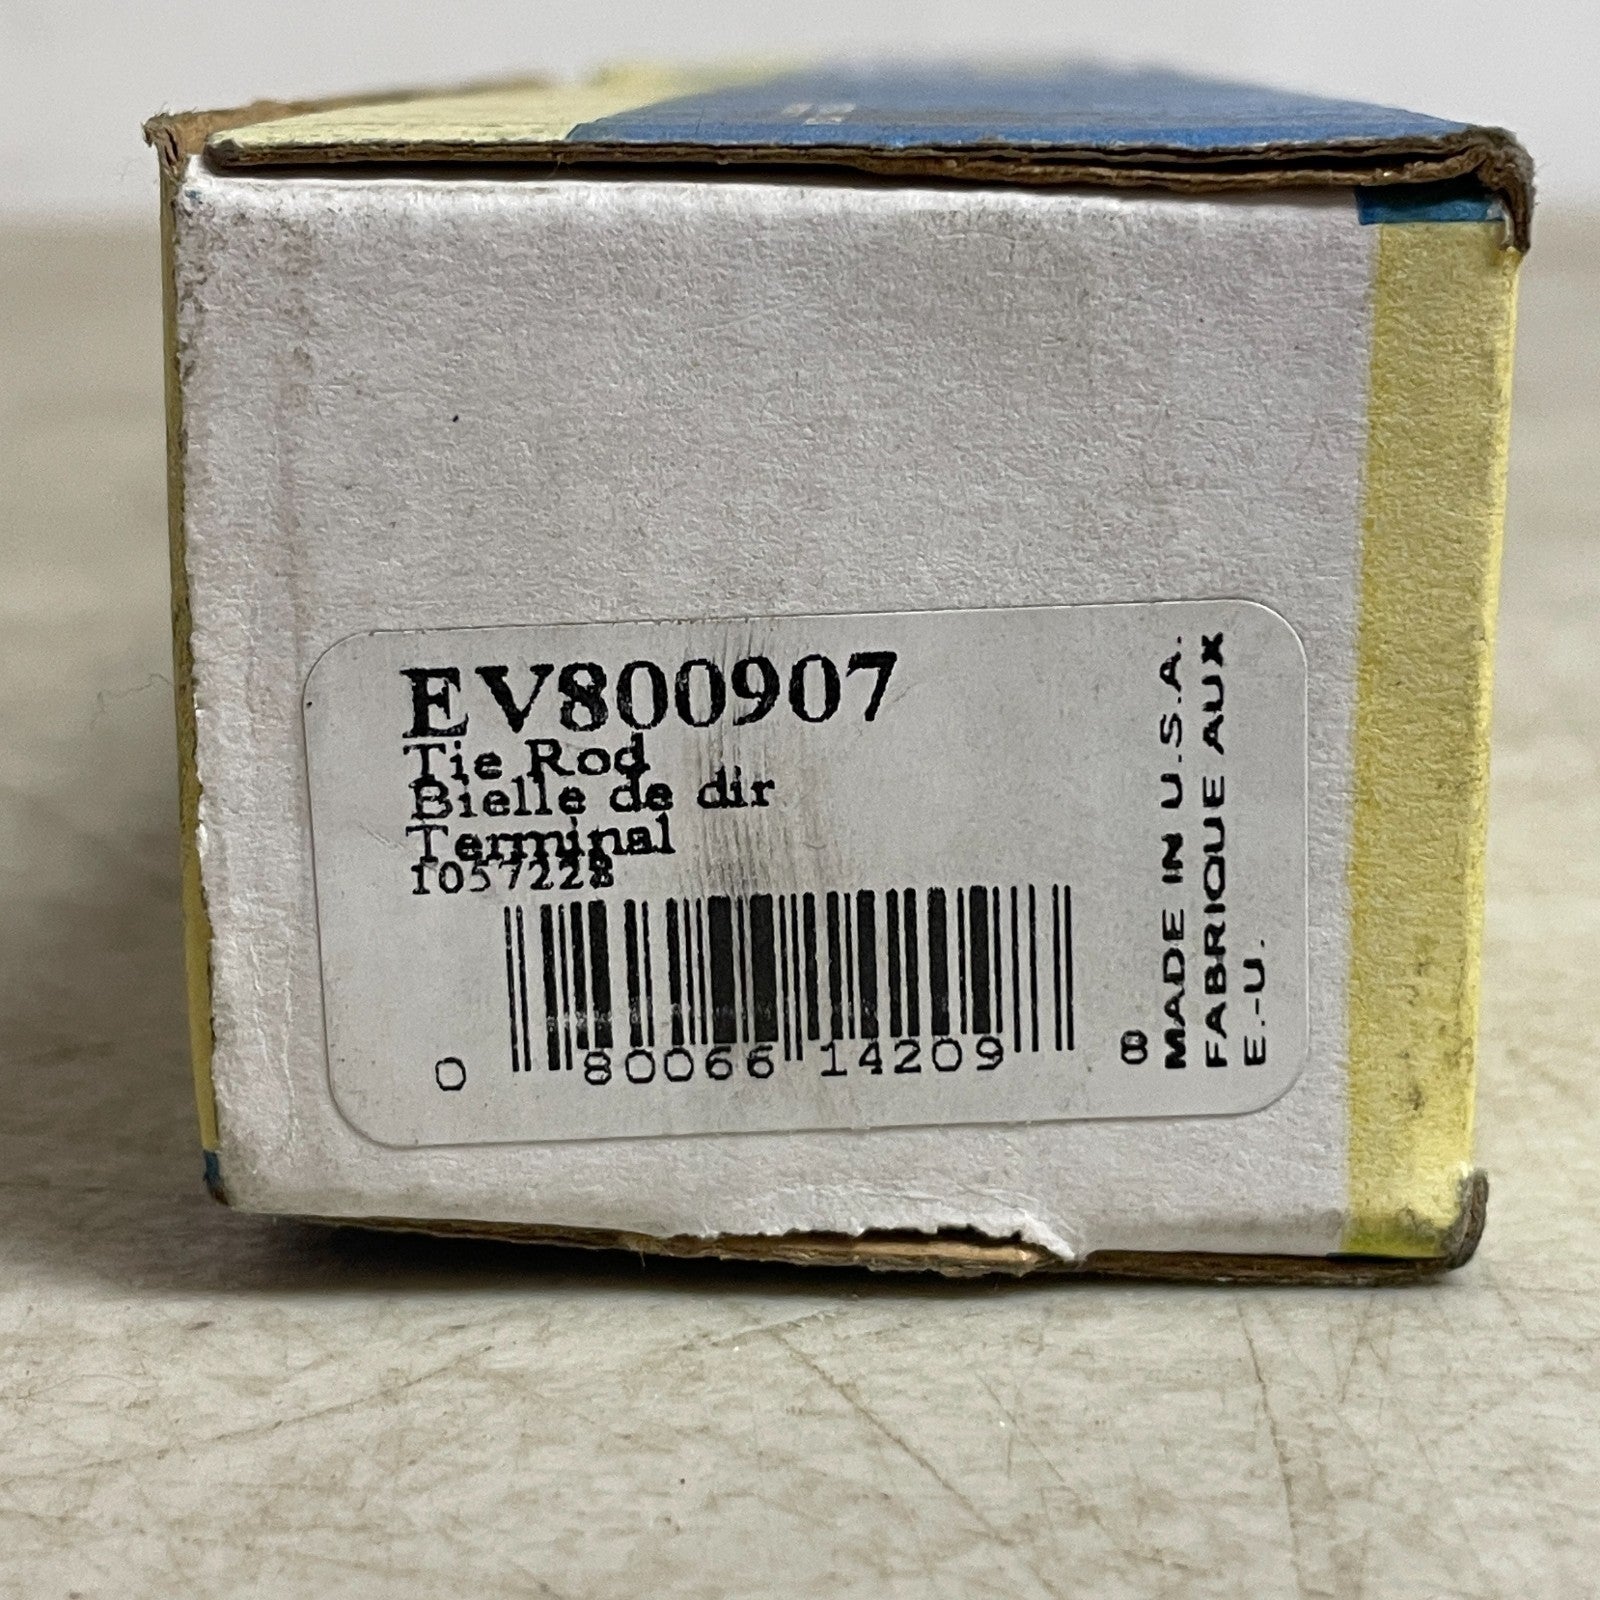 EV800907
Tie Rod
Bielle de dir
Terminal
1057228
0 80066 14209 8
MADE IN U.S.A.
FABRIQUE AUX
E.-U.